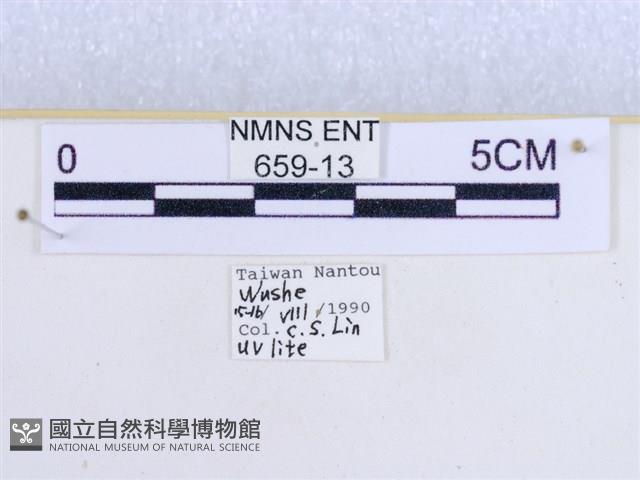 NMNS ENT
659-13
0 5CM
Taiwan Nantou
Wushe
15-16/ VIII /1990
Col. C. S. Lin
UV lite
國立自然科學博物館
NATIONAL MUSEUM OF NATURAL SCIENCE